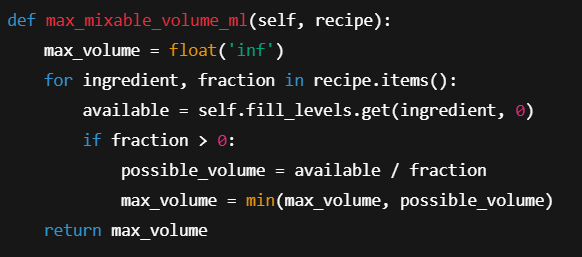 def max_mixable_volume_ml(self, recipe):
    max_volume = float('inf')
    for ingredient, fraction in recipe.items():
        available = self.fill_levels.get(ingredient, 0)
        if fraction > 0:
            possible_volume = available / fraction
            max_volume = min(max_volume, possible_volume)
    return max_volume